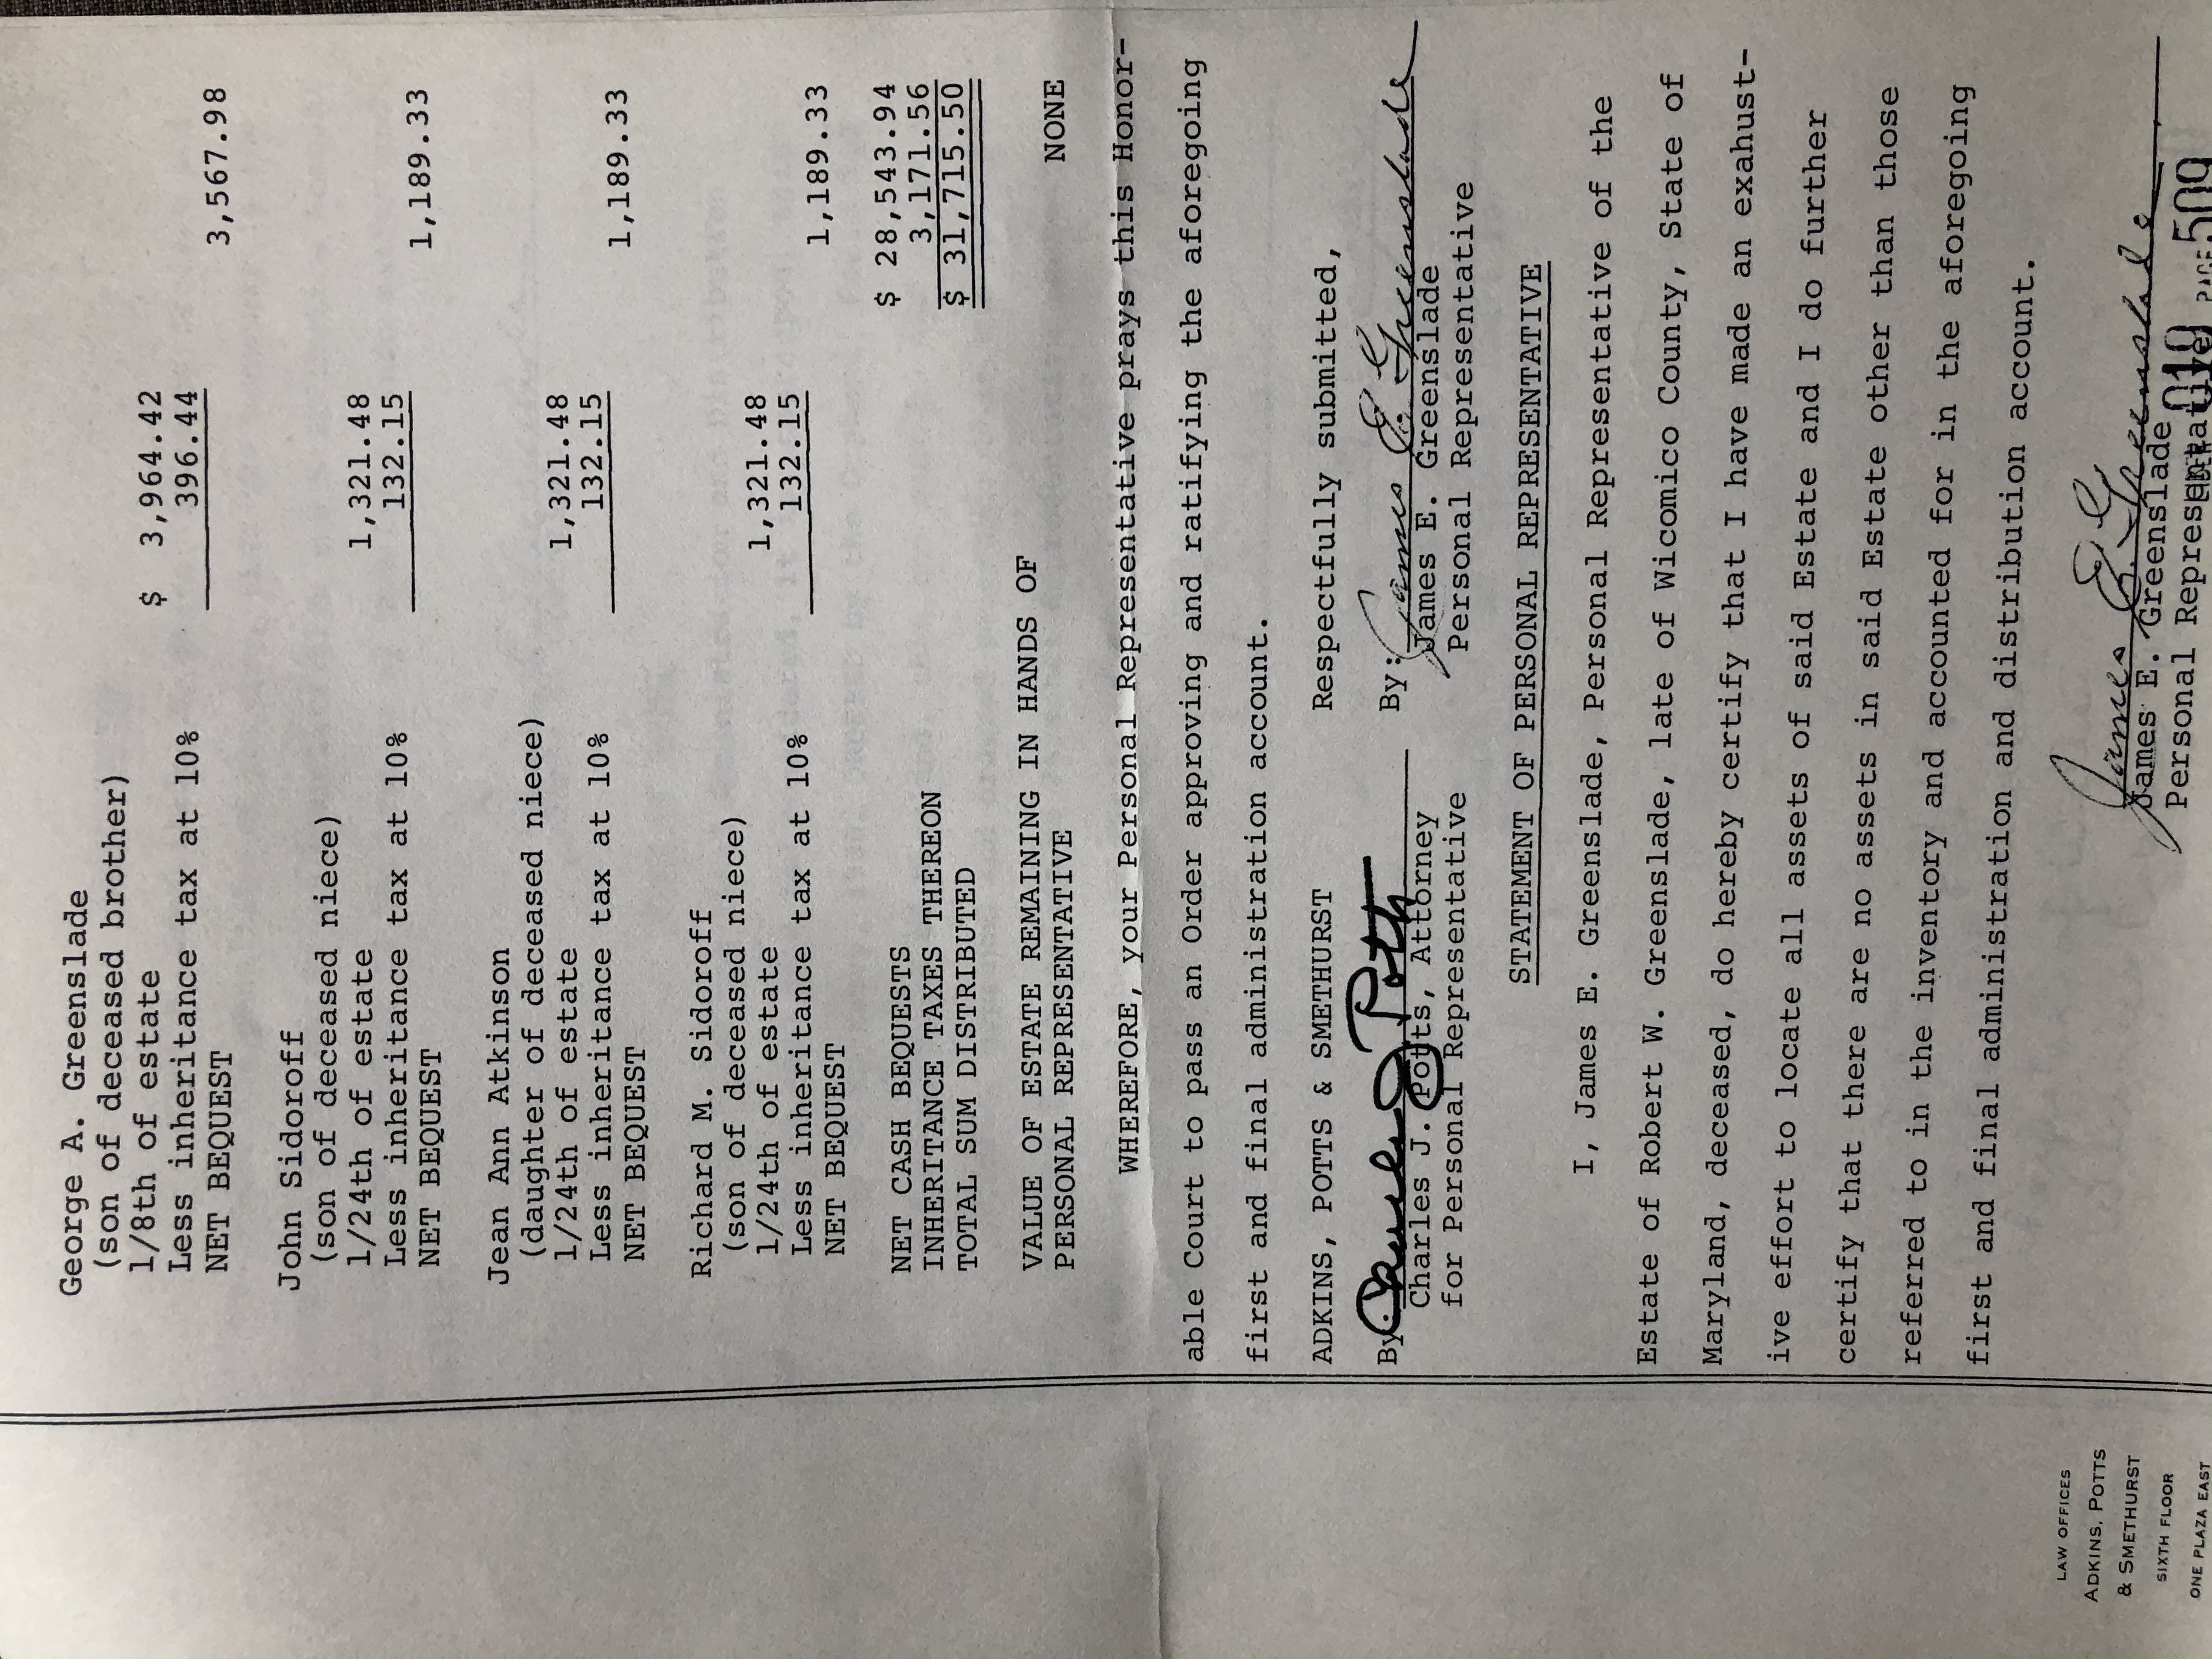 George A. Greenslade
(son of deceased brother)
1/8th of estate $ 3,964.42
Less inheritance tax at 10% 396.44
NET BEQUEST 3,567.98
John Sidoroff
(son of deceased niece)
1/24th of estate 1,321.48
Less inheritance tax at 10% 132.15
NET BEQUEST 1,189.33
Jean Ann Atkinson
(daughter of deceased niece)
1/24th of estate 1,321.48
Less inheritance tax at 10% 132.15
NET BEQUEST 1,189.33
Richard M. Sidoroff
(son of deceased niece)
1/24th of estate 1,321.48
Less inheritance tax at 10% 132.15
NET BEQUEST 1,189.33
NET CASH BEQUESTS $ 28,543.94
INHERITANCE TAXES THEREON 3,171.56
TOTAL SUM DISTRIBUTED $ 31,715.50
VALUE OF ESTATE REMAINING IN HANDS OF
PERSONAL REPRESENTATIVE NONE
WHEREFORE, your Personal Representative prays this Honor-
able Court to pass an Order approving and ratifying the aforegoing
first and final administration account.
ADKINS, POTTS & SMETHURST Respectfully submitted,
By: Charles J Potts By: James E. Greenslade
Charles J. Potts, Attorney James E. Greenslade
for Personal Representative Personal Representative
STATEMENT OF PERSONAL REPRESENTATIVE
I, James E. Greenslade, Personal Representative of the
Estate of Robert W. Greenslade, late of Wicomico County, State of
Maryland, deceased, do hereby certify that I have made an exahust-
ive effort to locate all assets of said Estate and I do further
certify that there are no assets in said Estate other than those
referred to in the inventory and accounted for in the aforegoing
first and final administration and distribution account.
James E. Greenslade
James E. Greenslade
Personal Representative
LIBER 019 PAGE 509
LAW OFFICES
ADKINS, POTTS
& SMETHURST
SIXTH FLOOR
ONE PLAZA EAST